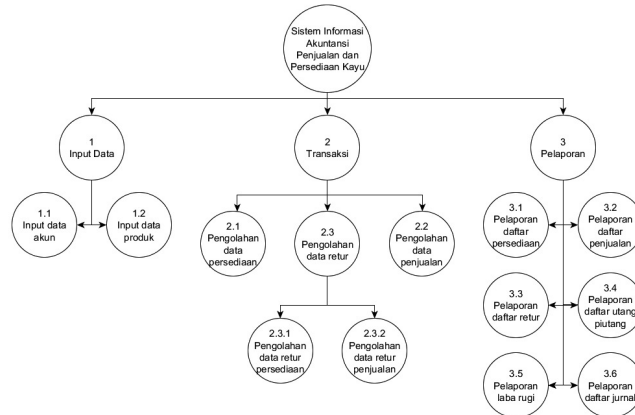 Sistem Informasi
Akuntansi
Penjualan dan
Persediaan Kayu
1
Input Data
2
Transaksi
3
Pelaporan
1.1
Input data
akun
1.2
Input data
produk
2.1
Pengolahan
data
persediaan
2.3
Pengolahan
data retur
2.2
Pengolahan
data
penjualan
3.1
Pelaporan
daftar
persediaan
3.2
Pelaporan
daftar
penjualan
2.3.1
Pengolahan
data retur
persediaan
2.3.2
Pengolahan
data retur
penjualan
3.3
Pelaporan
daftar retur
3.4
Pelaporan
daftar utang
piutang
3.5
Pelaporan
laba rugi
3.6
Pelaporan
daftar jurnal